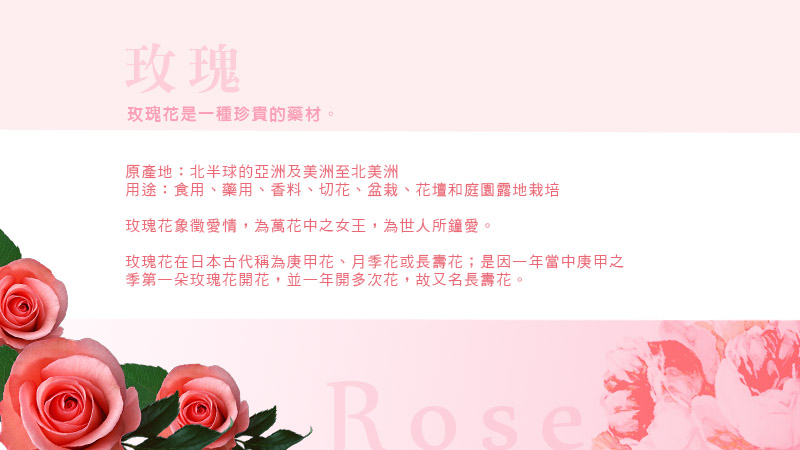 玫瑰
玫瑰花是一種珍貴的藥材。
原產地：北半球的亞洲及美洲至北美洲
用途：食用、藥用、香料、切花、盆栽、花壇和庭園露地栽培
玫瑰花象徵愛情，為萬花中之女王，為世人所鐘愛。
玫瑰花在日本古代稱為庚甲花、月季花或長壽花；是因一年當中庚甲之
季第一朵玫瑰花開花，並一年開多次花，故又名長壽花。
Rose